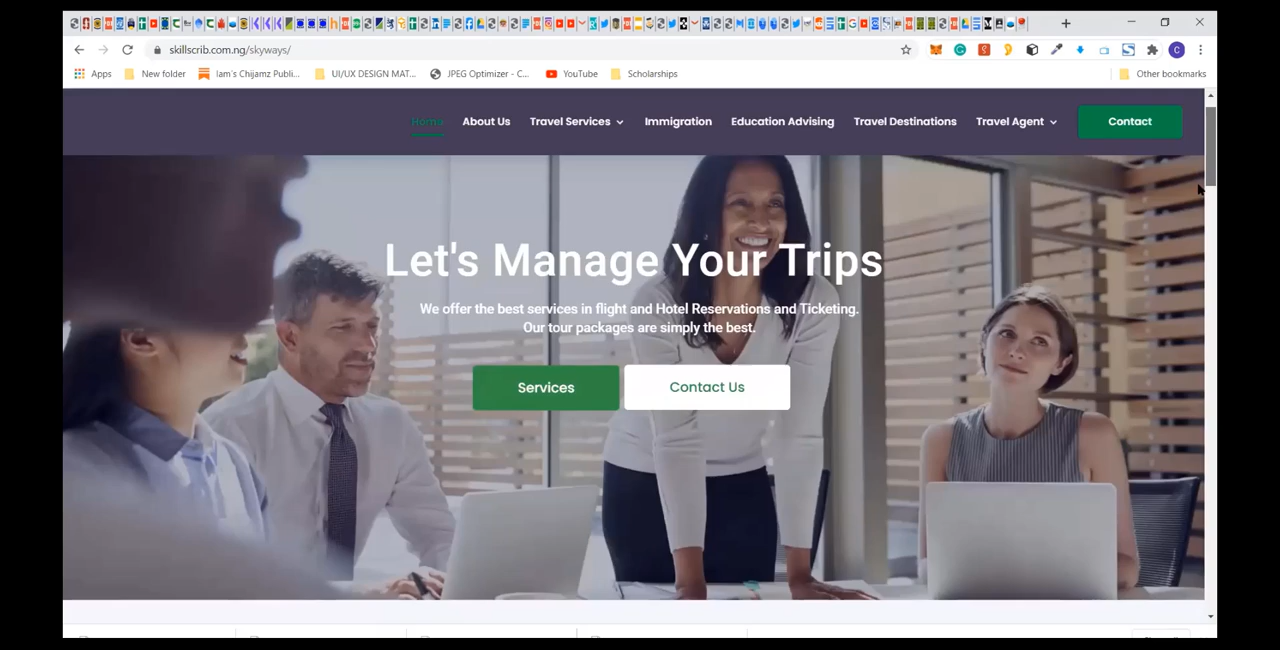 skillscrib.com.ng/skyways/
Apps
New folder
Iam's Chijamz Publi...
UI/UX DESIGN MAT...
JPEG Optimizer - C...
YouTube
Scholarships
Other bookmarks
Home
About Us
Travel Services
Immigration
Education Advising
Travel Destinations
Travel Agent
Contact
Let's Manage Your Trips
We offer the best services in flight and Hotel Reservations and Ticketing.
Our tour packages are simply the best.
Services
Contact Us